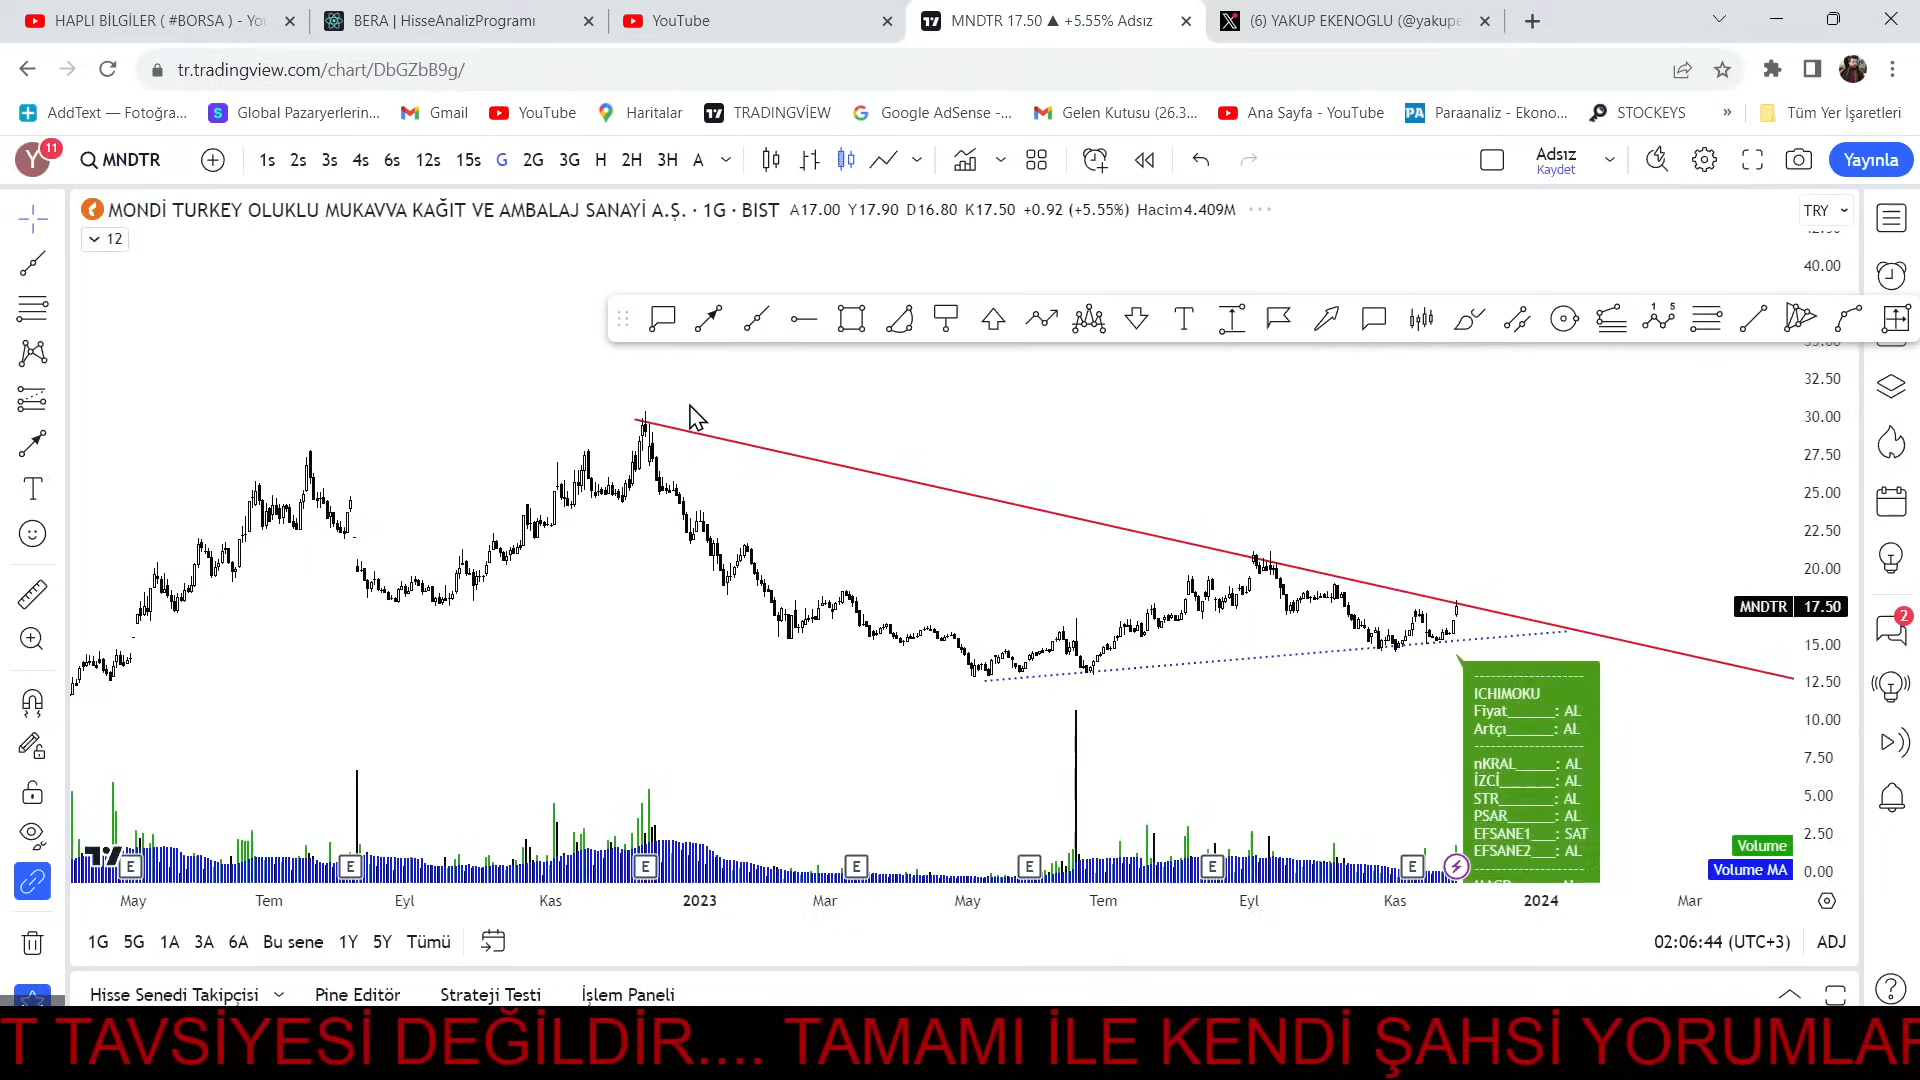 HAPLI BİLGİLER ( #BORSA ) - You
BERA | HisseAnalizProgramı
YouTube
MNDTR 17.50 ▲ +5.55% Adsız
(6) YAKUP EKENOGLU (@yakupe
tr.tradingview.com/chart/DbGZbB9g/
AddText — Fotoğra...
Global Pazaryerlerin...
Gmail
YouTube
Haritalar
TRADINGVİEW
Google AdSense -...
Gelen Kutusu (26.3...
Ana Sayfa - YouTube
PA Paraanaliz - Ekono...
STOCKEYS
»
Tüm Yer İşaretleri
Y 11
MNDTR
1s 2s 3s 4s 6s 12s 15s G 2G 3G H 2H 3H A
Adsız
Kaydet
Yayınla
MONDİ TURKEY OLUKLU MUKAVVA KAĞIT VE AMBALAJ SANAYİ A.Ş. · 1G · BIST A17.00 Y17.90 D16.80 K17.50 +0.92 (+5.55%) Hacim4.409M
TRY
12
40.00
32.50
30.00
27.50
25.00
22.50
20.00
MNDTR 17.50
15.00
12.50
10.00
7.50
5.00
2.50
0.00
2
--------------------
ICHIMOKU
Fiyat______: AL
Artçı______: AL
--------------------
nKRAL_____: AL
İZCİ_______: AL
STR_______: AL
PSAR______: AL
EFSANE1___: SAT
EFSANE2___: AL
Volume
Volume MA
E E E E E E E
May Tem Eyl Kas 2023 Mar May Tem Eyl Kas 2024 Mar
1G 5G 1A 3A 6A Bu sene 1Y 5Y Tümü
02:06:44 (UTC+3) ADJ
Hisse Senedi Takipçisi Pine Editör Strateji Testi İşlem Paneli
T TAVSİYESİ DEĞİLDİR.... TAMAMI İLE KENDİ ŞAHSİ YORUMLAR